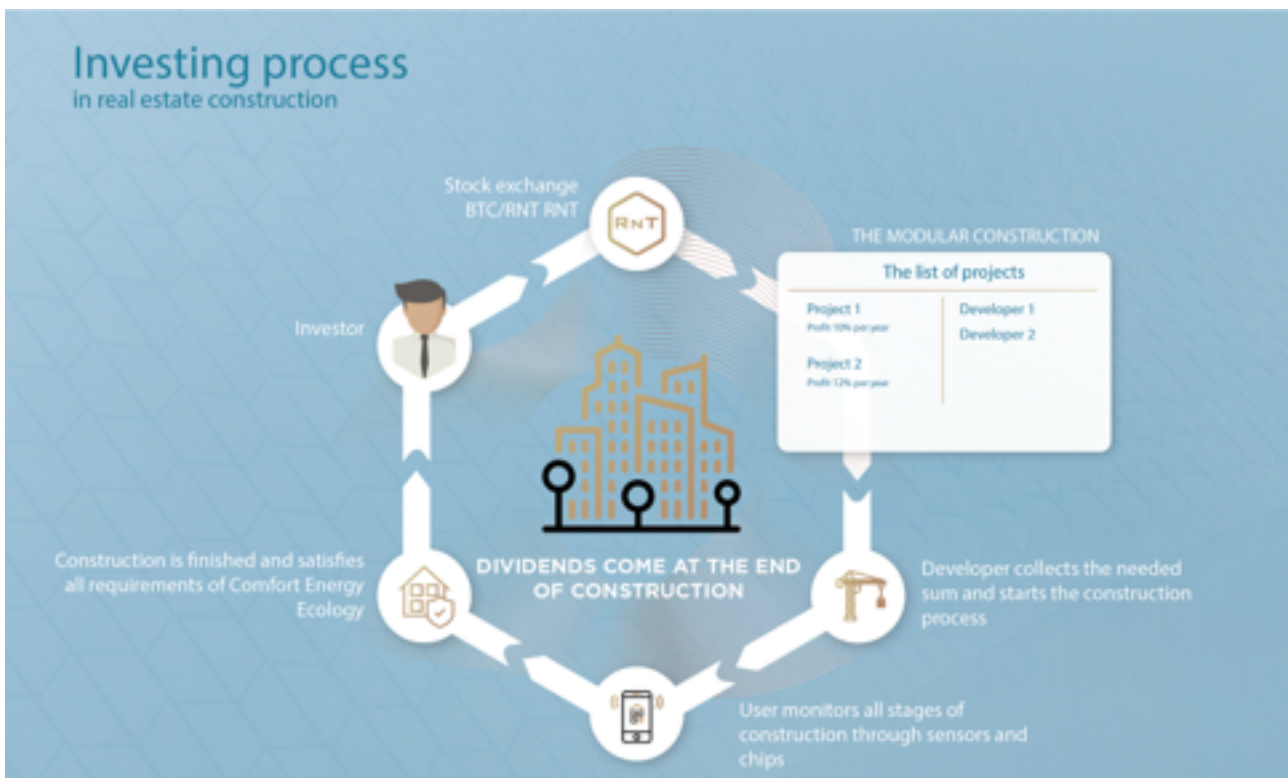 Investing process
in real estate construction
Stock exchange
BTC/RNT RNT
RNT
THE MODULAR CONSTRUCTION
The list of projects
Project 1
Profit 10% per year
Developer 1
Developer 2
Project 2
Profit 12% per year
Investor
DIVIDENDS COME AT THE END
OF CONSTRUCTION
Construction is finished and satisfies
all requirements of Comfort Energy
Ecology
Developer collects the needed
sum and starts the construction
process
User monitors all stages of
construction through sensors and
chips